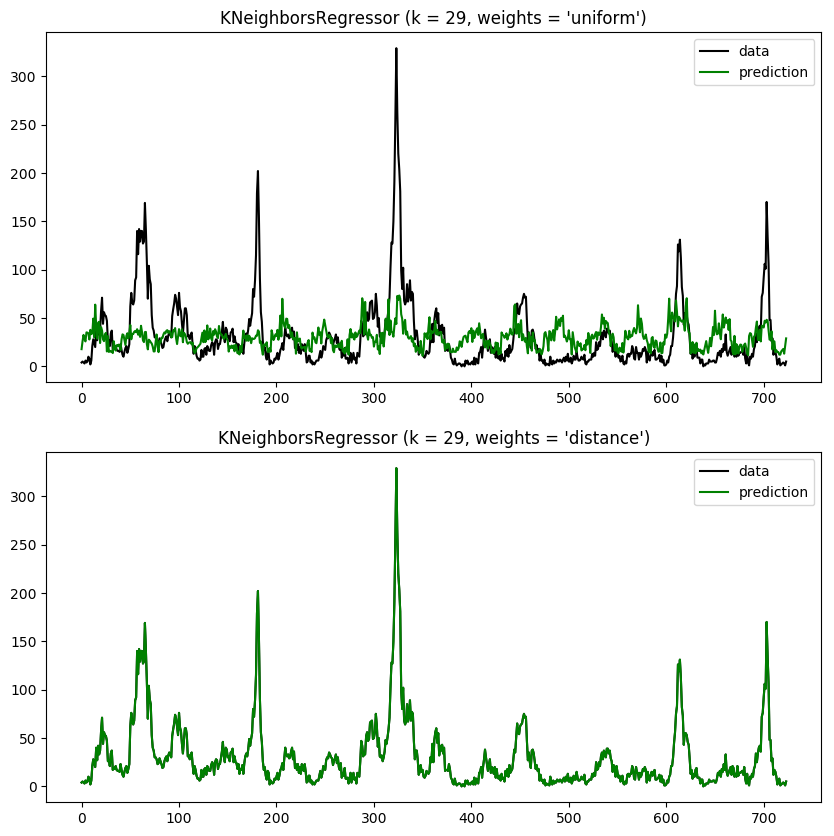 KNeighborsRegressor (k = 29, weights = 'uniform')
data
prediction
300
250
200
150
100
50
0
0 100 200 300 400 500 600 700
KNeighborsRegressor (k = 29, weights = 'distance')
data
prediction
300
250
200
150
100
50
0
0 100 200 300 400 500 600 700